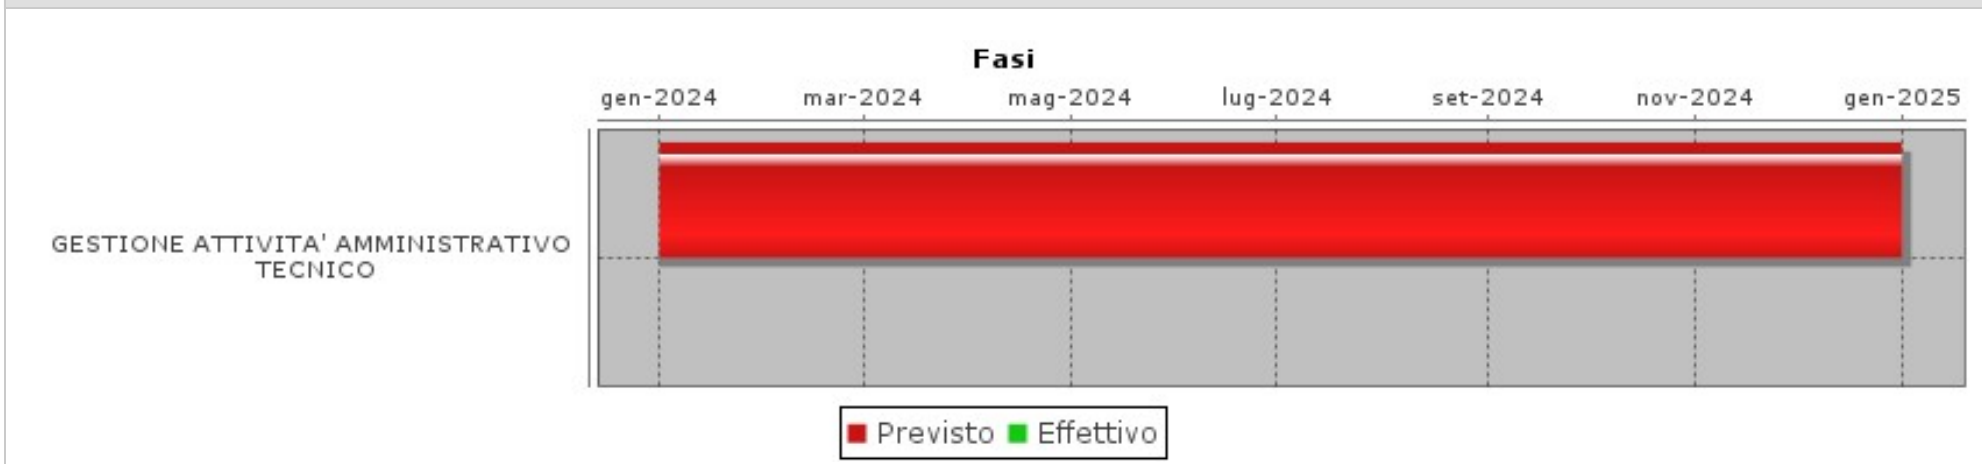 Fasi
gen-2024 mar-2024 mag-2024 lug-2024 set-2024 nov-2024 gen-2025
GESTIONE ATTIVITA' AMMINISTRATIVO
TECNICO
Previsto Effettivo